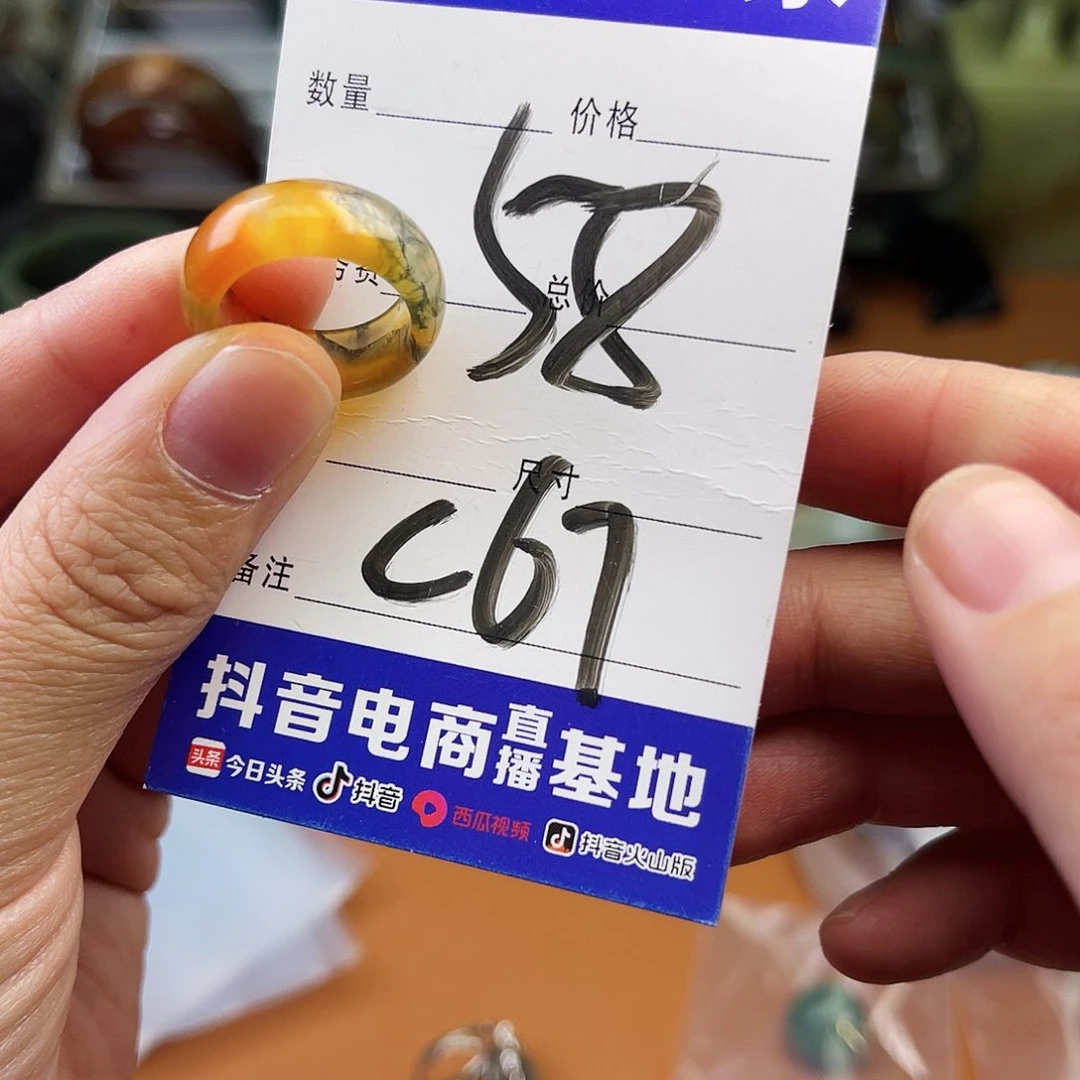 数量 价格
58
总价
尺寸
C67
备注
抖音电商直播基地
头条 今日头条 抖音 西瓜视频 抖音火山版